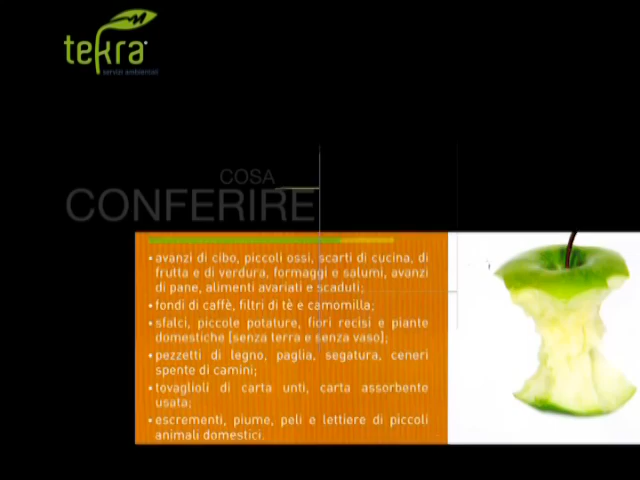 tekra
servizi ambientali
COSA
CONFERIRE
▪ avanzi di cibo, piccoli ossi, scarti di cucina, di
frutta e di verdura, formaggi e salumi, avanzi
di pane, alimenti avariati e scaduti;
▪ fondi di caffè, filtri di tè e camomilla;
▪ sfalci, piccole potature, fiori recisi e piante
domestiche [senza terra e senza vaso];
▪ pezzetti di legno, paglia, segatura, ceneri
spente di camini;
▪ tovaglioli di carta unti, carta assorbente
usata;
▪ escrementi, piume, peli e lettiere di piccoli
animali domestici.